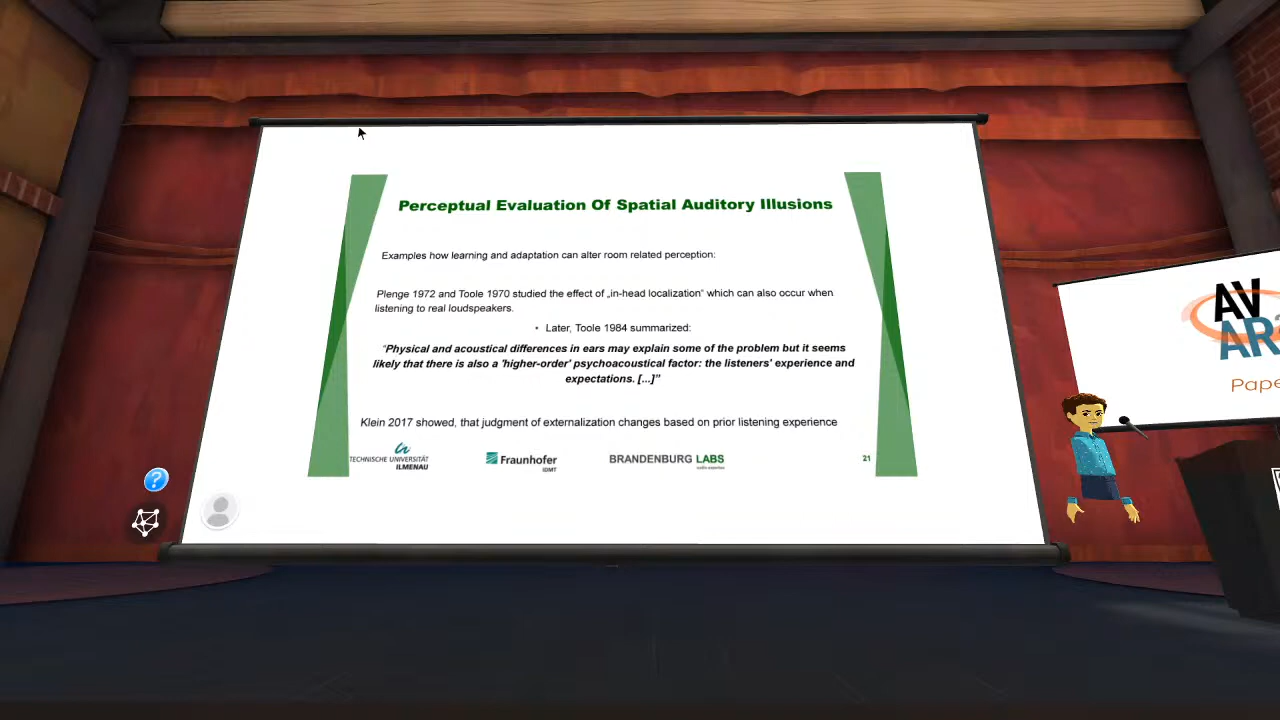 Perceptual Evaluation Of Spatial Auditory Illusions
Examples how learning and adaptation can alter room related perception:
Plenge 1972 and Toole 1970 studied the effect of „in-head localization“ which can also occur when
listening to real loudspeakers.
• Later, Toole 1984 summarized:
“Physical and acoustical differences in ears may explain some of the problem but it seems
likely that there is also a 'higher-order' psychoacoustical factor: the listeners' experience and
expectations. [...]”
Klein 2017 showed, that judgment of externalization changes based on prior listening experience
TECHNISCHE UNIVERSITÄT
ILMENAU
Fraunhofer
IDMT
BRANDENBURG LABS
21
AV
AR
Pape
?